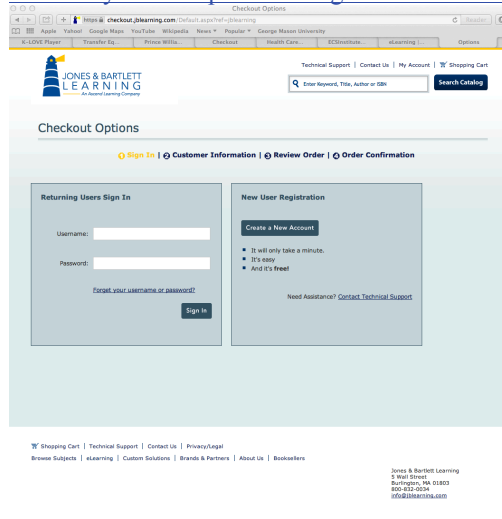 Checkout Options
https checkout.jblearning.com/Default.aspx?ref=jblearning
Reader
Apple Yahoo! Google Maps YouTube Wikipedia News ▾ Popular ▾ George Mason University
K-LOVE Player Transfer Eq... Prince Willia... Checkout Health Care... ECSInstitute... eLearning |... Options
Technical Support | Contact Us | My Account | Shopping Cart
JONES & BARTLETT
LEARNING
An Ascend Learning Company
Enter Keyword, Title, Author or ISBN
Search Catalog
Checkout Options
1 Sign In | 2 Customer Information | 3 Review Order | 4 Order Confirmation
Returning Users Sign In
Username:
Password:
Forget your username or password?
Sign In
New User Registration
Create a New Account
It will only take a minute.
It's easy
And it's free!
Need Assistance? Contact Technical Support
Shopping Cart | Technical Support | Contact Us | Privacy/Legal
Browse Subjects | eLearning | Custom Solutions | Brands & Partners | About Us | Booksellers
Jones & Bartlett Learning
5 Wall Street
Burlington, MA 01803
800-832-0034
info@jblearning.com